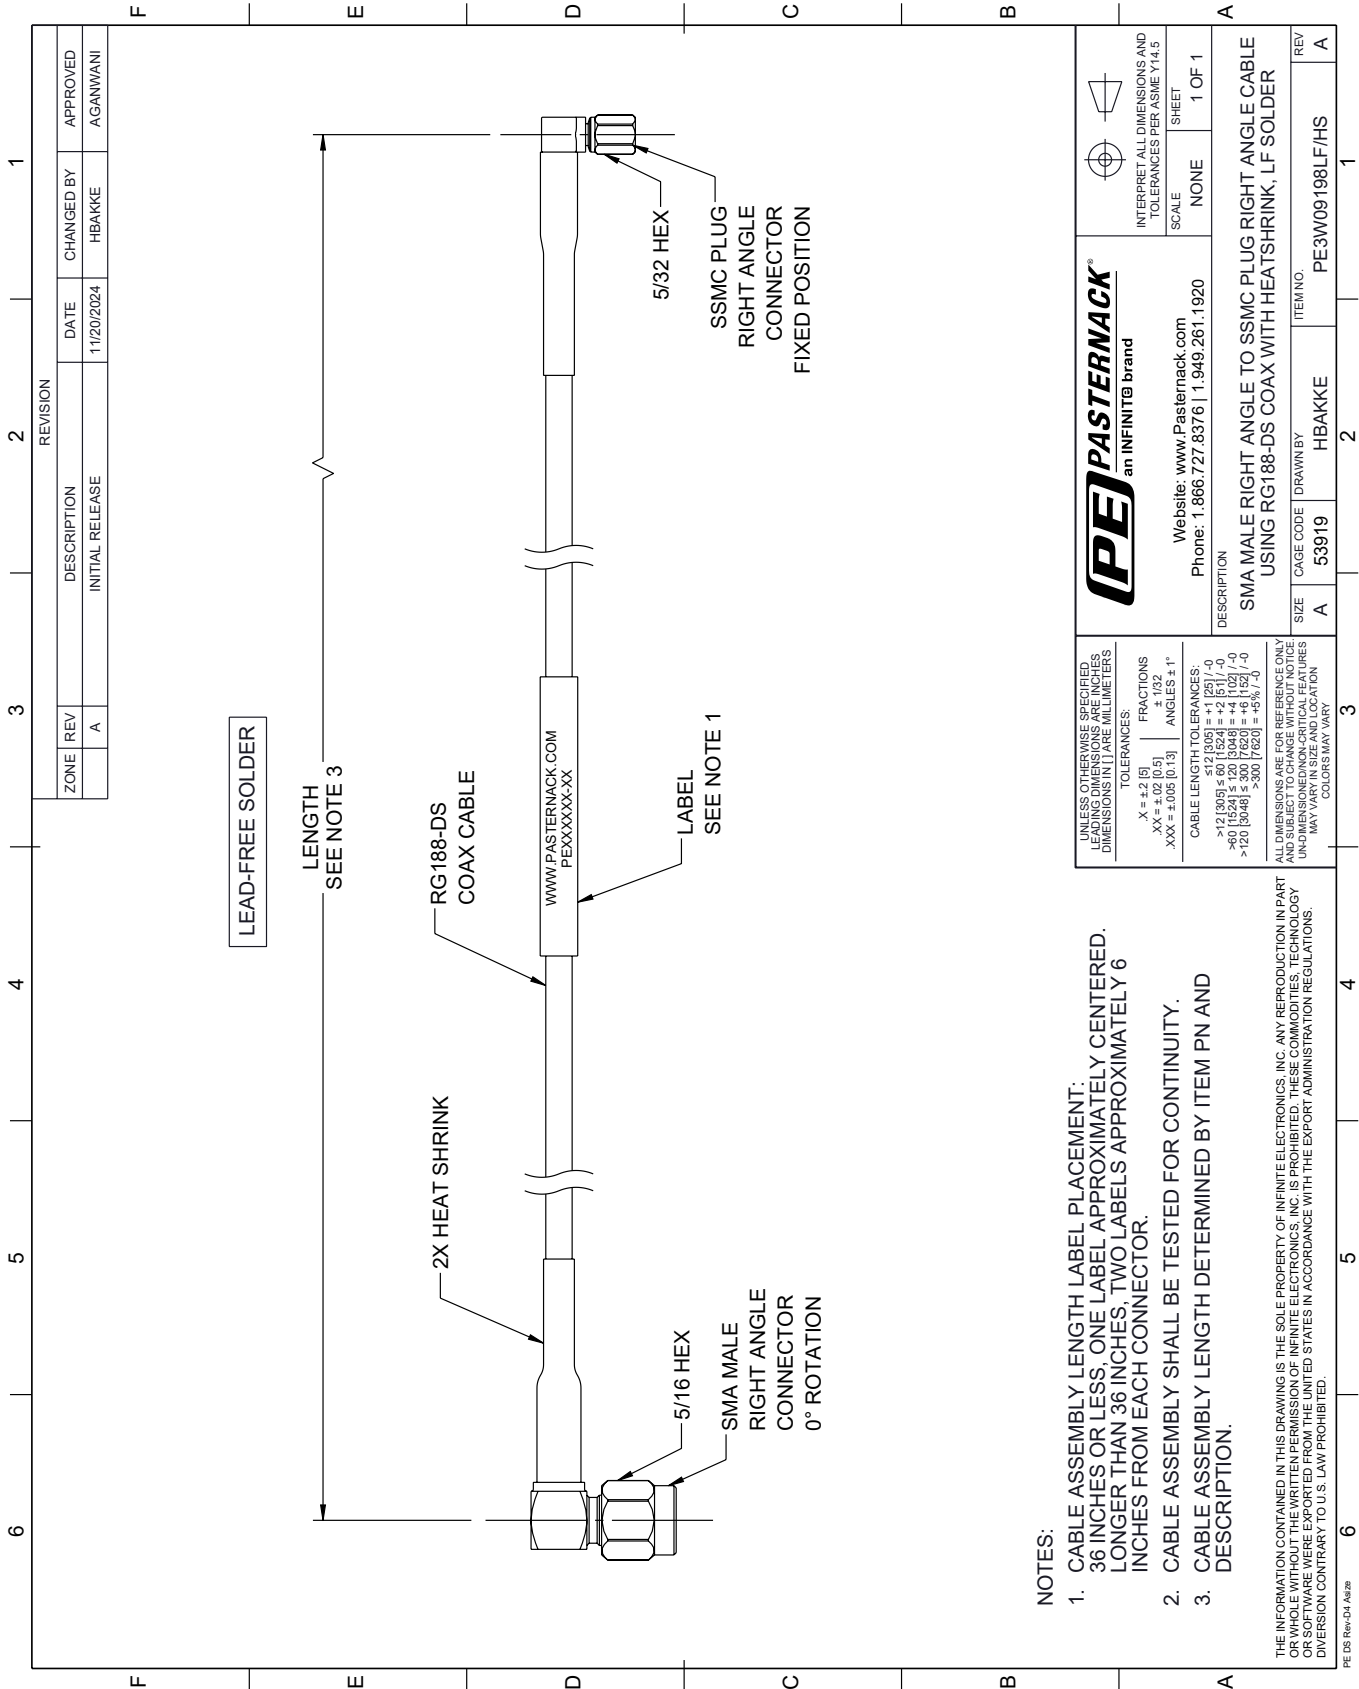 6
5
4
3
2
1
F
E
D
C
B
A
REVISION
ZONE REV DESCRIPTION DATE CHANGED BY APPROVED
A INITIAL RELEASE 11/20/2024 HBAKKE AGANWANI
LEAD-FREE SOLDER
LENGTH
SEE NOTE 3
2X HEAT SHRINK
RG188-DS
COAX CABLE
WWW.PASTERNACK.COM
PEXXXXXX-XX
LABEL
SEE NOTE 1
5/16 HEX
SMA MALE
RIGHT ANGLE
CONNECTOR
0° ROTATION
5/32 HEX
SSMC PLUG
RIGHT ANGLE
CONNECTOR
FIXED POSITION
NOTES:
1. CABLE ASSEMBLY LENGTH LABEL PLACEMENT:
36 INCHES OR LESS, ONE LABEL APPROXIMATELY CENTERED.
LONGER THAN 36 INCHES, TWO LABELS APPROXIMATELY 6
INCHES FROM EACH CONNECTOR.
2. CABLE ASSEMBLY SHALL BE TESTED FOR CONTINUITY.
3. CABLE ASSEMBLY LENGTH DETERMINED BY ITEM PN AND
DESCRIPTION.
THE INFORMATION CONTAINED IN THIS DRAWING IS THE SOLE PROPERTY OF INFINITE ELECTRONICS, INC. ANY REPRODUCTION IN PART
OR WHOLE WITHOUT THE WRITTEN PERMISSION OF INFINITE ELECTRONICS, INC. IS PROHIBITED. THESE COMMODITIES, TECHNOLOGY
OR SOFTWARE WERE EXPORTED FROM THE UNITED STATES IN ACCORDANCE WITH THE EXPORT ADMINISTRATION REGULATIONS.
DIVERSION CONTRARY TO U.S. LAW PROHIBITED.
UNLESS OTHERWISE SPECIFIED
LEADING DIMENSIONS ARE INCHES
DIMENSIONS IN [ ] ARE MILLIMETERS
TOLERANCES:
.X = ±.2 [5] FRACTIONS
.XX = ±.02 [0.5] ± 1/32
.XXX = ±.005 [0.13] ANGLES ± 1°
CABLE LENGTH TOLERANCES:
≤12 [305] = +1 [25] / -0
>12 [305] ≤ 60 [1524] = +2 [51] / -0
>60 [1524] ≤ 120 [3048] = +4 [102] / -0
>120 [3048] ≤ 300 [7620] = +6 [152] / -0
>300 [7620] = +5% / -0
ALL DIMENSIONS ARE FOR REFERENCE ONLY
AND SUBJECT TO CHANGE WITHOUT NOTICE.
UN-DIMENSIONED/NON-CRITICAL FEATURES
MAY VARY IN SIZE AND LOCATION
COLORS MAY VARY
PE PASTERNACK®
an INFINIT@ brand
Website: www.Pasternack.com
Phone: 1.866.727.8376 | 1.949.261.1920
INTERPRET ALL DIMENSIONS AND
TOLERANCES PER ASME Y14.5
SCALE NONE
SHEET 1 OF 1
DESCRIPTION
SMA MALE RIGHT ANGLE TO SSMC PLUG RIGHT ANGLE CABLE
USING RG188-DS COAX WITH HEATSHRINK, LF SOLDER
SIZE CAGE CODE DRAWN BY ITEM NO. REV
A 53919 HBAKKE PE3W09198LF/HS A
6
5
4
3
2
1
F
E
D
C
B
A
PE DS Rev-D4 Asize